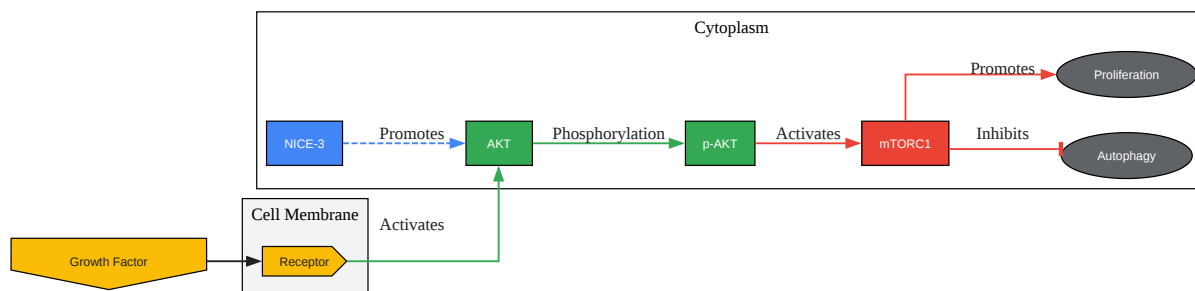 Cytoplasm
Promotes
Proliferation
NICE-3
Promotes
AKT
Phosphorylation
p-AKT
Activates
mTORC1
Inhibits
Autophagy
Cell Membrane
Activates
Growth Factor
Receptor